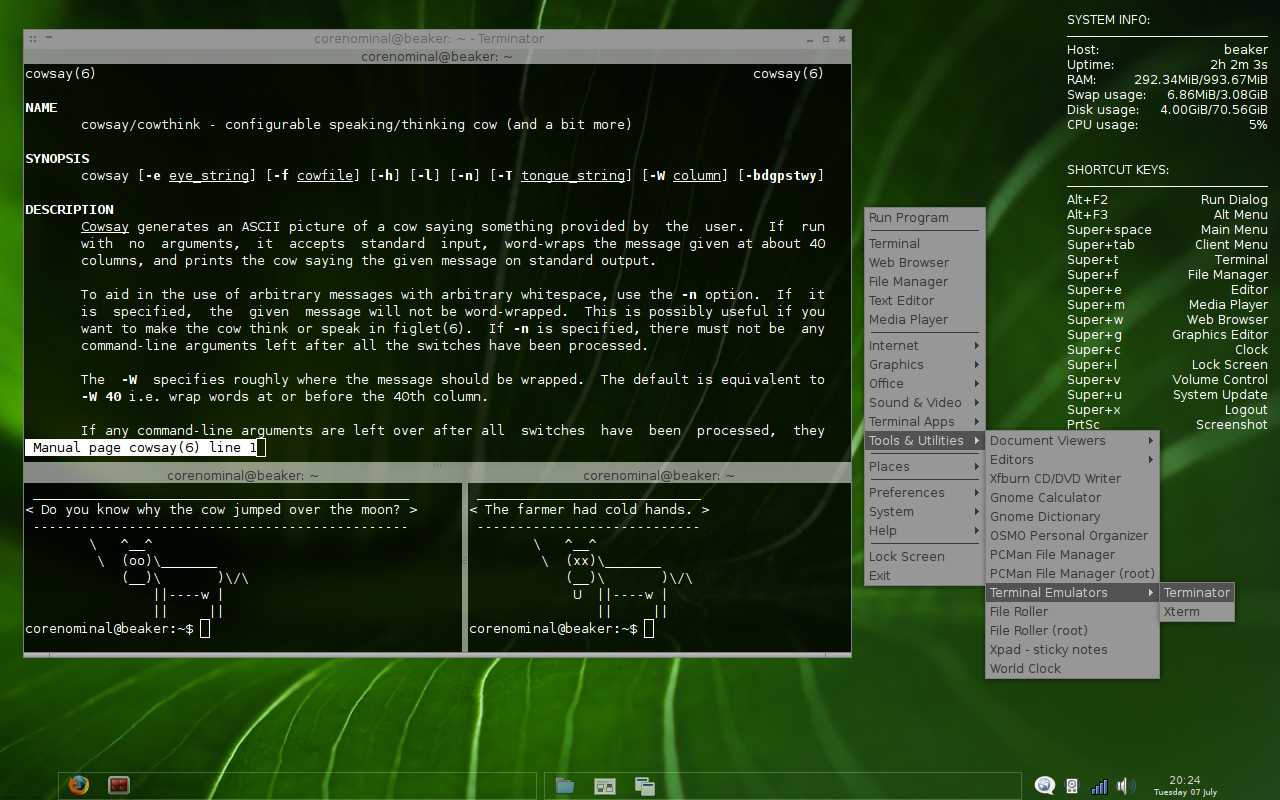 corenominal@beaker: ~ - Terminator
corenominal@beaker: ~
cowsay(6) cowsay(6)
NAME
cowsay/cowthink - configurable speaking/thinking cow (and a bit more)
SYNOPSIS
cowsay [-e eye_string] [-f cowfile] [-h] [-l] [-n] [-T tongue_string] [-W column] [-bdgpstwy]
DESCRIPTION
Cowsay generates an ASCII picture of a cow saying something provided by the user. If run
with no arguments, it accepts standard input, word-wraps the message given at about 40
columns, and prints the cow saying the given message on standard output.
To aid in the use of arbitrary messages with arbitrary whitespace, use the -n option. If it
is specified, the given message will not be word-wrapped. This is possibly useful if you
want to make the cow think or speak in figlet(6). If -n is specified, there must not be any
command-line arguments left after all the switches have been processed.
The -W specifies roughly where the message should be wrapped. The default is equivalent to
-W 40 i.e. wrap words at or before the 40th column.
If any command-line arguments are left over after all switches have been processed, they
Manual page cowsay(6) line 1
corenominal@beaker: ~
 _______________________________________________
< Do you know why the cow jumped over the moon? >
 -----------------------------------------------
        \   ^__^
         \  (oo)\_______
            (__)\       )\/\
                ||----w |
                ||     ||
corenominal@beaker:~$
corenominal@beaker: ~
 ____________________________
< The farmer had cold hands. >
 ----------------------------
        \   ^__^
         \  (xx)\_______
            (__)\       )\/\
             U  ||----w |
                ||     ||
corenominal@beaker:~$
Run Program
Terminal
Web Browser
File Manager
Text Editor
Media Player
Internet
Graphics
Office
Sound & Video
Terminal Apps
Tools & Utilities
Places
Preferences
System
Help
Lock Screen
Exit
Document Viewers
Editors
Xfburn CD/DVD Writer
Gnome Calculator
Gnome Dictionary
OSMO Personal Organizer
PCMan File Manager
PCMan File Manager (root)
Terminal Emulators
File Roller
File Roller (root)
Xpad - sticky notes
World Clock
Terminator
Xterm
SYSTEM INFO:
Host: beaker
Uptime: 2h 2m 3s
RAM: 292.34MiB/993.67MiB
Swap usage: 6.86MiB/3.08GiB
Disk usage: 4.00GiB/70.56GiB
CPU usage: 5%
SHORTCUT KEYS:
Alt+F2 Run Dialog
Alt+F3 Alt Menu
Super+space Main Menu
Super+tab Client Menu
Super+t Terminal
Super+f File Manager
Super+e Editor
Super+m Media Player
Super+w Web Browser
Super+g Graphics Editor
Super+c Clock
Super+l Lock Screen
Super+v Volume Control
Super+u System Update
Super+x Logout
PrtSc Screenshot
20:24
Tuesday 07 July